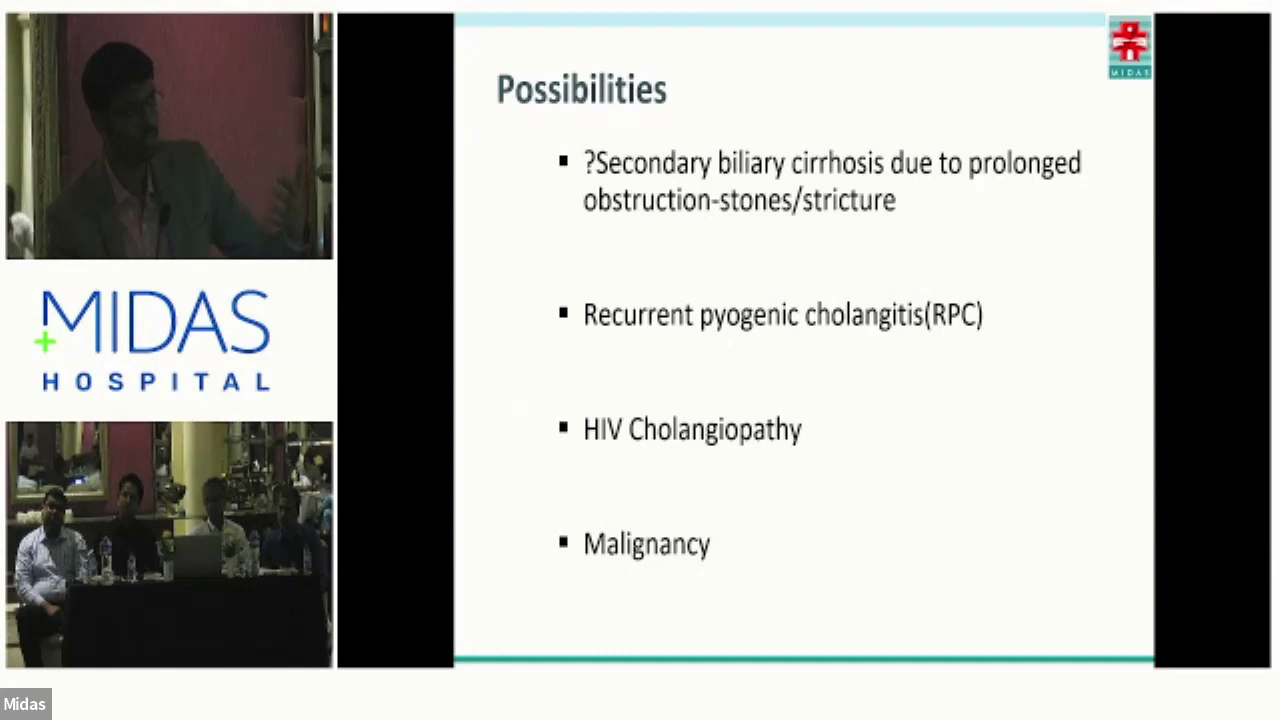 MIDAS
Possibilities
▪ ?Secondary biliary cirrhosis due to prolonged
obstruction-stones/stricture
▪ Recurrent pyogenic cholangitis(RPC)
▪ HIV Cholangiopathy
▪ Malignancy
MIDAS
HOSPITAL
Midas